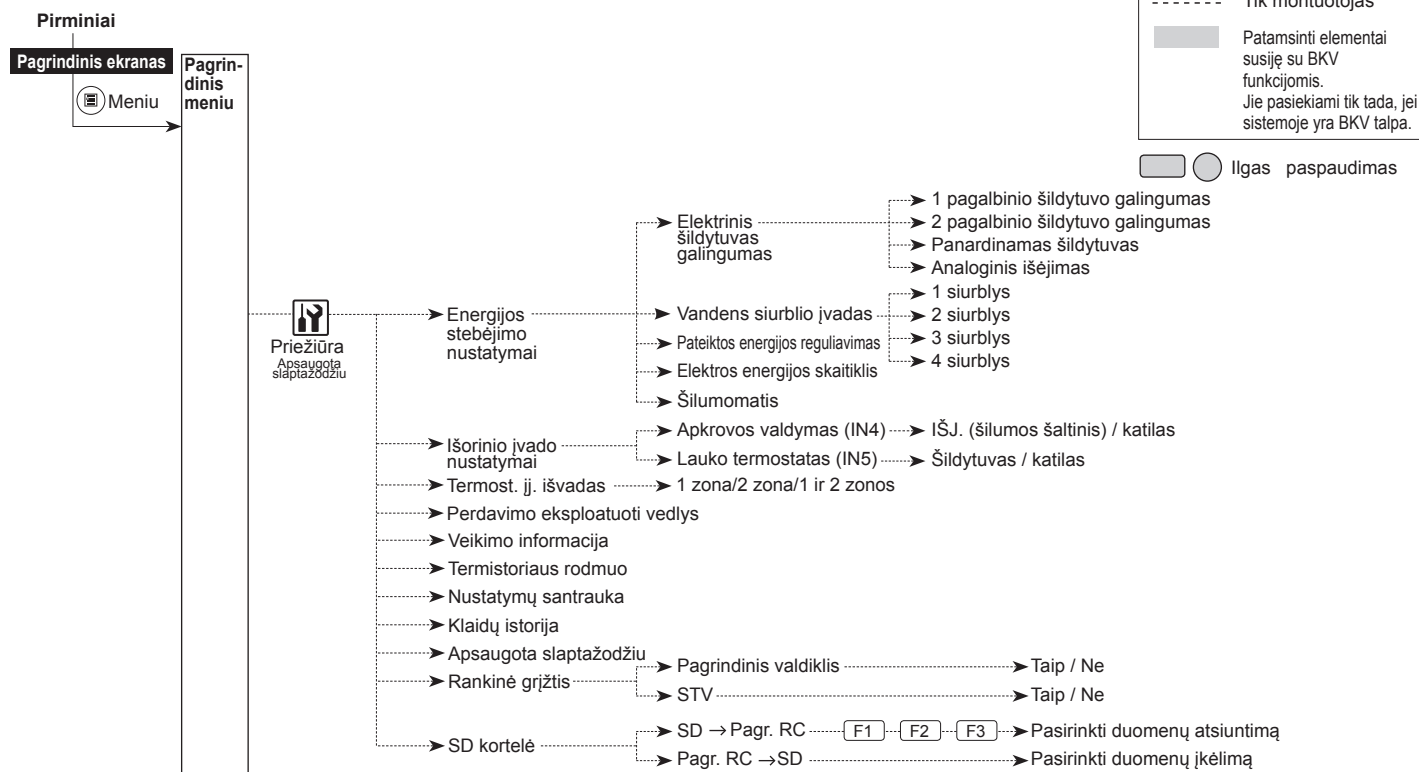 Tik montuotojas
Patamsinti elementai
susiję su BKV
funkcijomis.
Jie pasiekiami tik tada, jei
sistemoje yra BKV talpa.
Ilgas paspaudimas
Pirminiai
Pagrindinis ekranas
Meniu
Pagrin-
dinis
meniu
Priežiūra
Apsaugota
slaptažodžiu
Energijos
stebėjimo
nustatymai
Elektrinis
šildytuvas
galingumas
1 pagalbinio šildytuvo galingumas
2 pagalbinio šildytuvo galingumas
Panardinamas šildytuvas
Analoginis išėjimas
Vandens siurblio įvadas
1 siurblys
2 siurblys
3 siurblys
4 siurblys
Pateiktos energijos reguliavimas
Elektros energijos skaitiklis
Šilumomatis
Išorinio įvado
nustatymai
Apkrovos valdymas (IN4)
IŠJ. (šilumos šaltinis) / katilas
Lauko termostatas (IN5)
Šildytuvas / katilas
Termost. įj. išvadas
1 zona/2 zona/1 ir 2 zonos
Perdavimo eksploatuoti vedlys
Veikimo informacija
Termistoriaus rodmuo
Nustatymų santrauka
Klaidų istorija
Apsaugota slaptažodžiu
Rankinė grįžtis
Pagrindinis valdiklis
Taip / Ne
STV
Taip / Ne
SD kortelė
SD → Pagr. RC
F1
F2
F3
Pasirinkti duomenų atsiuntimą
Pagr. RC →SD
Pasirinkti duomenų įkėlimą